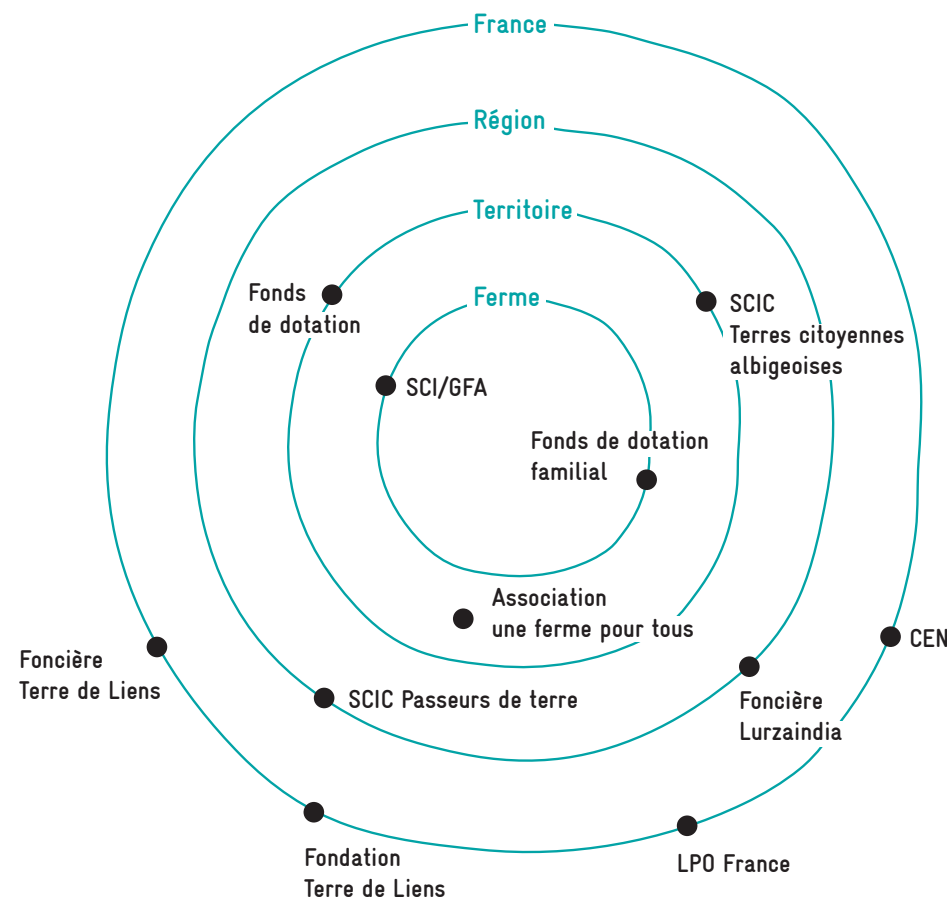 France
Région
Territoire
Ferme
Fonds
de dotation
SCIC
Terres citoyennes
albigeoises
SCI/GFA
Fonds de dotation
familial
Association
une ferme pour tous
CEN
Foncière
Terre de Liens
SCIC Passeurs de terre
Foncière
Lurzaindia
Fondation
Terre de Liens
LPO France